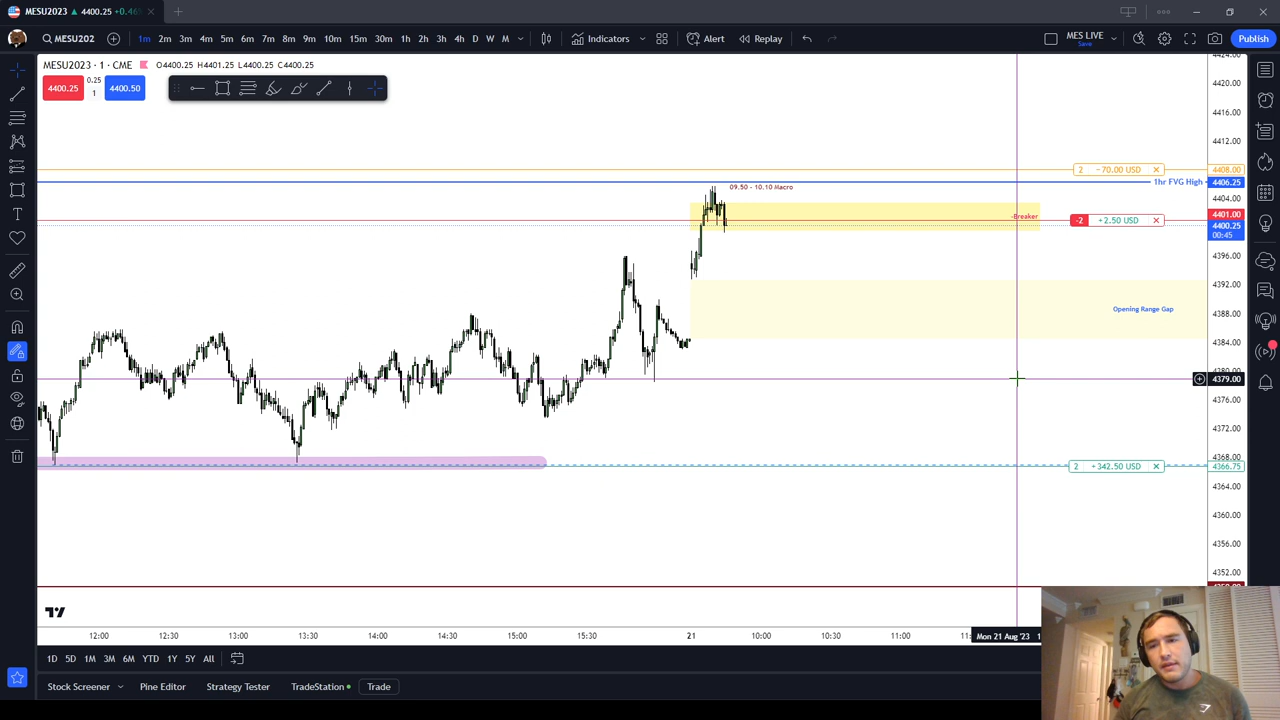 MESU2023 ▲ 4400.25 +0.46%
MESU202
1m 2m 3m 4m 5m 6m 7m 8m 9m 10m 15m 30m 1h 2h 3h 4h D W M
Indicators
Alert
Replay
MES LIVE
Save
Publish
MESU2023 · 1 · CME
O4400.25 H4401.25 L4400.25 C4400.25
4400.25
0.25
1
4400.50
4420.00
4416.00
4412.00
2 −70.00 USD ×
4408.00
1hr FVG High
4406.25
09.50 - 10.10 Macro
4404.00
-Breaker
-2 +2.50 USD ×
4401.00
4400.25
00:45
4396.00
4392.00
Opening Range Gap
4388.00
4384.00
4379.00
4376.00
4372.00
4368.00
2 +342.50 USD ×
4366.75
4364.00
4360.00
4356.00
4352.00
12:00 12:30 13:00 13:30 14:00 14:30 15:00 15:30 21 10:00 10:30 11:00
Mon 21 Aug '23
1D 5D 1M 3M 6M YTD 1Y 5Y All
Stock Screener
Pine Editor
Strategy Tester
TradeStation
Trade